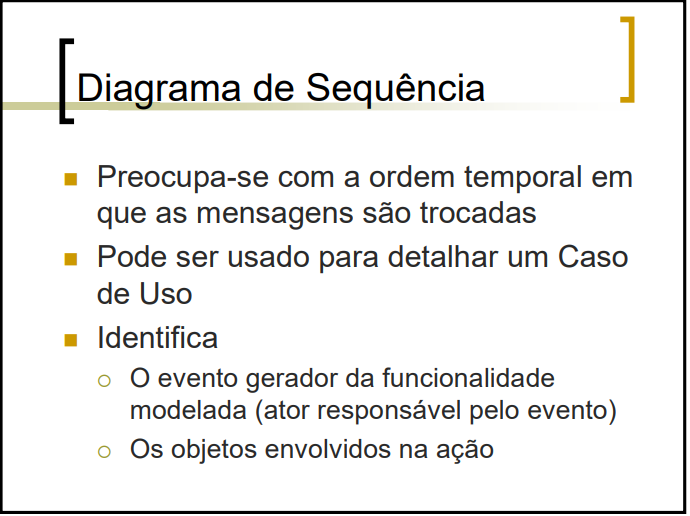 Diagrama de Sequência
Preocupa-se com a ordem temporal em
que as mensagens são trocadas
Pode ser usado para detalhar um Caso
de Uso
Identifica
O evento gerador da funcionalidade
modelada (ator responsável pelo evento)
Os objetos envolvidos na ação